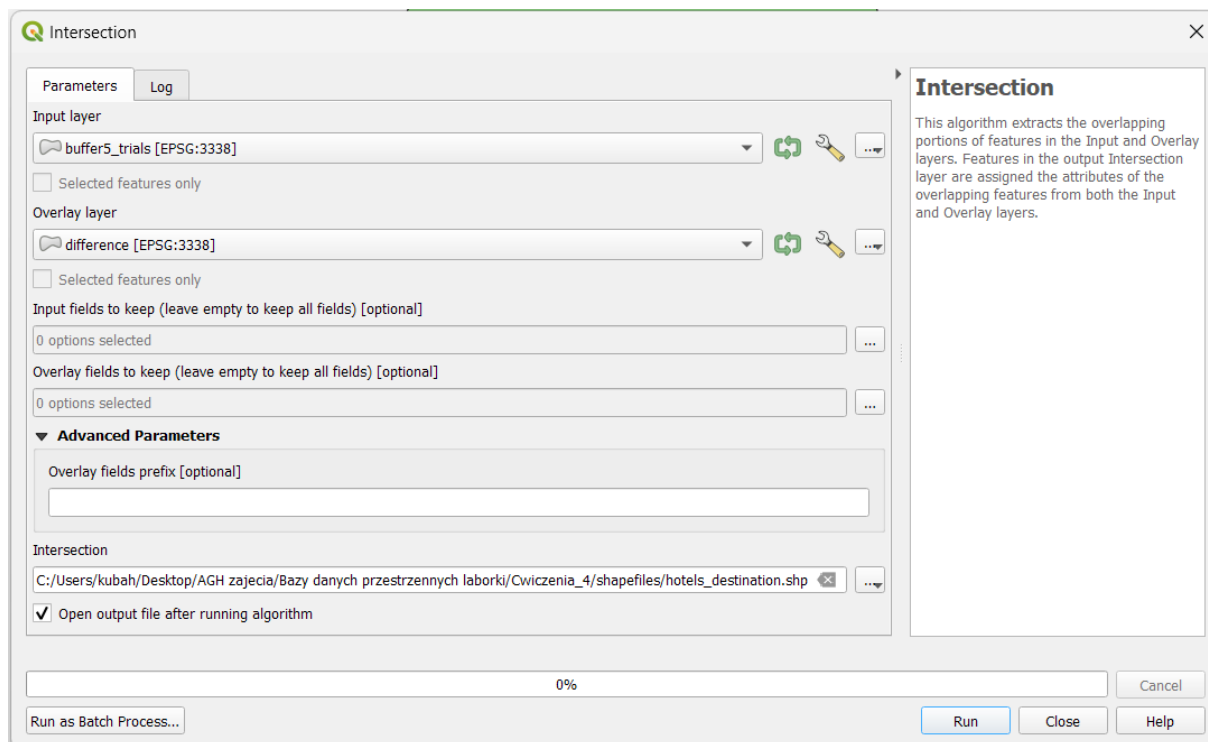 Intersection
Parameters
Log
Input layer
buffer5_trials [EPSG:3338]
...
Selected features only
Overlay layer
difference [EPSG:3338]
...
Selected features only
Input fields to keep (leave empty to keep all fields) [optional]
0 options selected
...
Overlay fields to keep (leave empty to keep all fields) [optional]
0 options selected
...
Advanced Parameters
Overlay fields prefix [optional]
Intersection
C:/Users/kubah/Desktop/AGH zajecia/Bazy danych przestrzennych laborki/Cwiczenia_4/shapefiles/hotels_destination.shp
...
Open output file after running algorithm
Intersection
This algorithm extracts the overlapping
portions of features in the Input and Overlay
layers. Features in the output Intersection
layer are assigned the attributes of the
overlapping features from both the Input
and Overlay layers.
0%
Cancel
Run as Batch Process...
Run
Close
Help